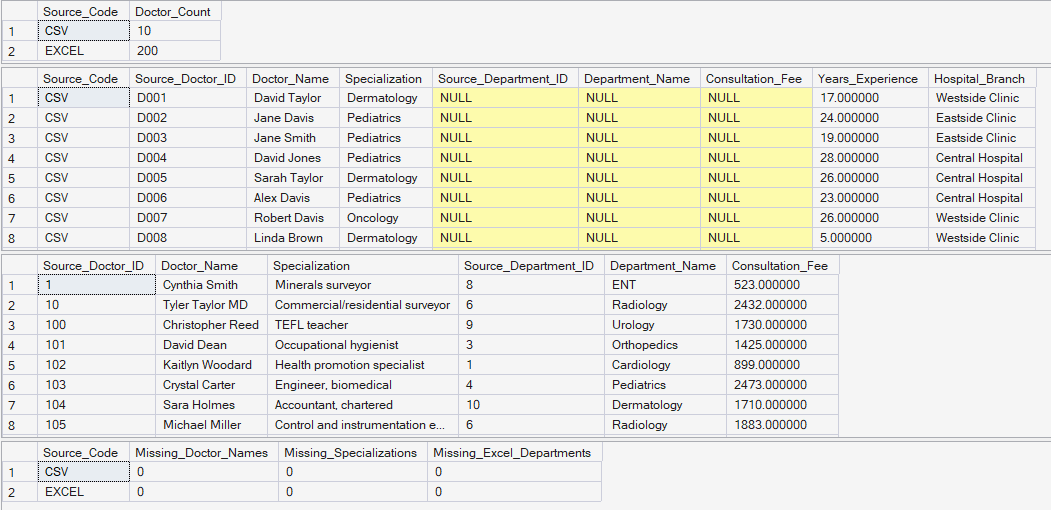 Source_Code Doctor_Count
1 CSV 10
2 EXCEL 200
Source_Code Source_Doctor_ID Doctor_Name Specialization Source_Department_ID Department_Name Consultation_Fee Years_Experience Hospital_Branch
1 CSV D001 David Taylor Dermatology NULL NULL NULL 17.000000 Westside Clinic
2 CSV D002 Jane Davis Pediatrics NULL NULL NULL 24.000000 Eastside Clinic
3 CSV D003 Jane Smith Pediatrics NULL NULL NULL 19.000000 Eastside Clinic
4 CSV D004 David Jones Pediatrics NULL NULL NULL 28.000000 Central Hospital
5 CSV D005 Sarah Taylor Dermatology NULL NULL NULL 26.000000 Central Hospital
6 CSV D006 Alex Davis Pediatrics NULL NULL NULL 23.000000 Central Hospital
7 CSV D007 Robert Davis Oncology NULL NULL NULL 26.000000 Westside Clinic
8 CSV D008 Linda Brown Dermatology NULL NULL NULL 5.000000 Westside Clinic
Source_Doctor_ID Doctor_Name Specialization Source_Department_ID Department_Name Consultation_Fee
1 1 Cynthia Smith Minerals surveyor 8 ENT 523.000000
2 10 Tyler Taylor MD Commercial/residential surveyor 6 Radiology 2432.000000
3 100 Christopher Reed TEFL teacher 9 Urology 1730.000000
4 101 David Dean Occupational hygienist 3 Orthopedics 1425.000000
5 102 Kaitlyn Woodard Health promotion specialist 1 Cardiology 899.000000
6 103 Crystal Carter Engineer, biomedical 4 Pediatrics 2473.000000
7 104 Sara Holmes Accountant, chartered 10 Dermatology 1710.000000
8 105 Michael Miller Control and instrumentation e... 6 Radiology 1883.000000
Source_Code Missing_Doctor_Names Missing_Specializations Missing_Excel_Departments
1 CSV 0 0 0
2 EXCEL 0 0 0